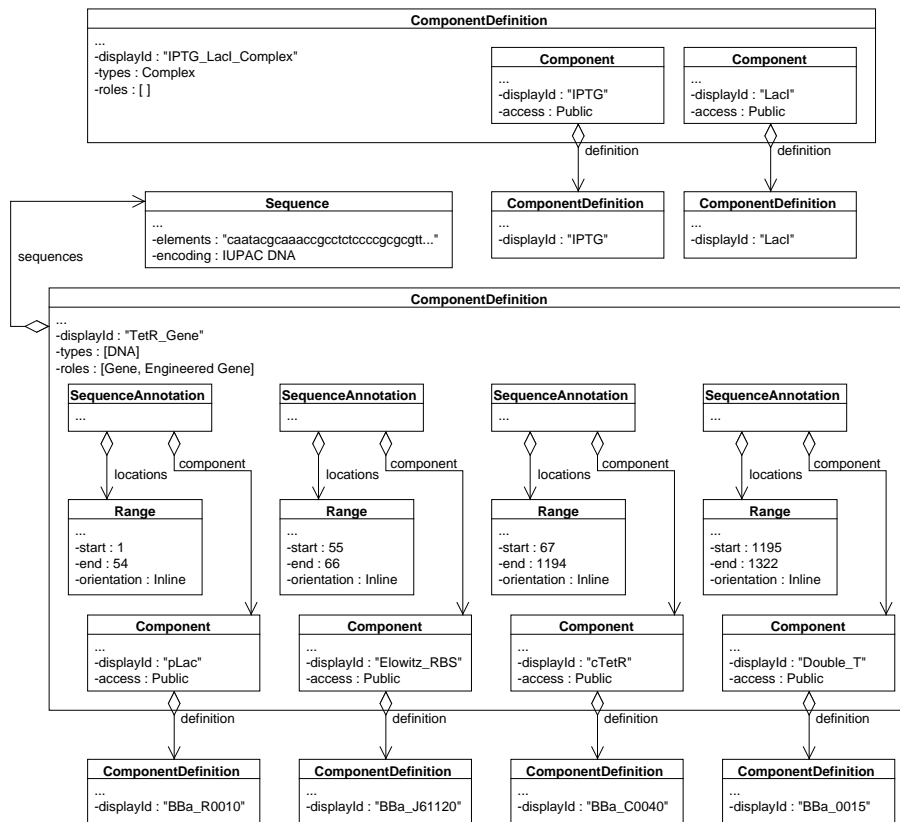 ComponentDefinition
...
-displayId : "IPTG_LacI_Complex"
-types : Complex
-roles : [ ]
Component
...
-displayId : "IPTG"
-access : Public
Component
...
-displayId : "LacI"
-access : Public
definition
definition
ComponentDefinition
...
-displayId : "IPTG"
ComponentDefinition
...
-displayId : "LacI"
Sequence
...
-elements : "caatacgcaaaccgcctctccccgcgcgtt..."
-encoding : IUPAC DNA
sequences
ComponentDefinition
...
-displayId : "TetR_Gene"
-types : [DNA]
-roles : [Gene, Engineered Gene]
SequenceAnnotation
...
SequenceAnnotation
...
SequenceAnnotation
...
SequenceAnnotation
...
locations
component
locations
component
locations
component
locations
component
Range
...
-start : 1
-end : 54
-orientation : Inline
Range
...
-start : 55
-end : 66
-orientation : Inline
Range
...
-start : 67
-end : 1194
-orientation : Inline
Range
...
-start : 1195
-end : 1322
-orientation : Inline
Component
...
-displayId : "pLac"
-access : Public
Component
...
-displayId : "Elowitz_RBS"
-access : Public
Component
...
-displayId : "cTetR"
-access : Public
Component
...
-displayId : "Double_T"
-access : Public
definition
definition
definition
definition
ComponentDefinition
...
-displayId : "BBa_R0010"
ComponentDefinition
...
-displayId : "BBa_J61120"
ComponentDefinition
...
-displayId : "BBa_C0040"
ComponentDefinition
...
-displayId : "BBa_0015"